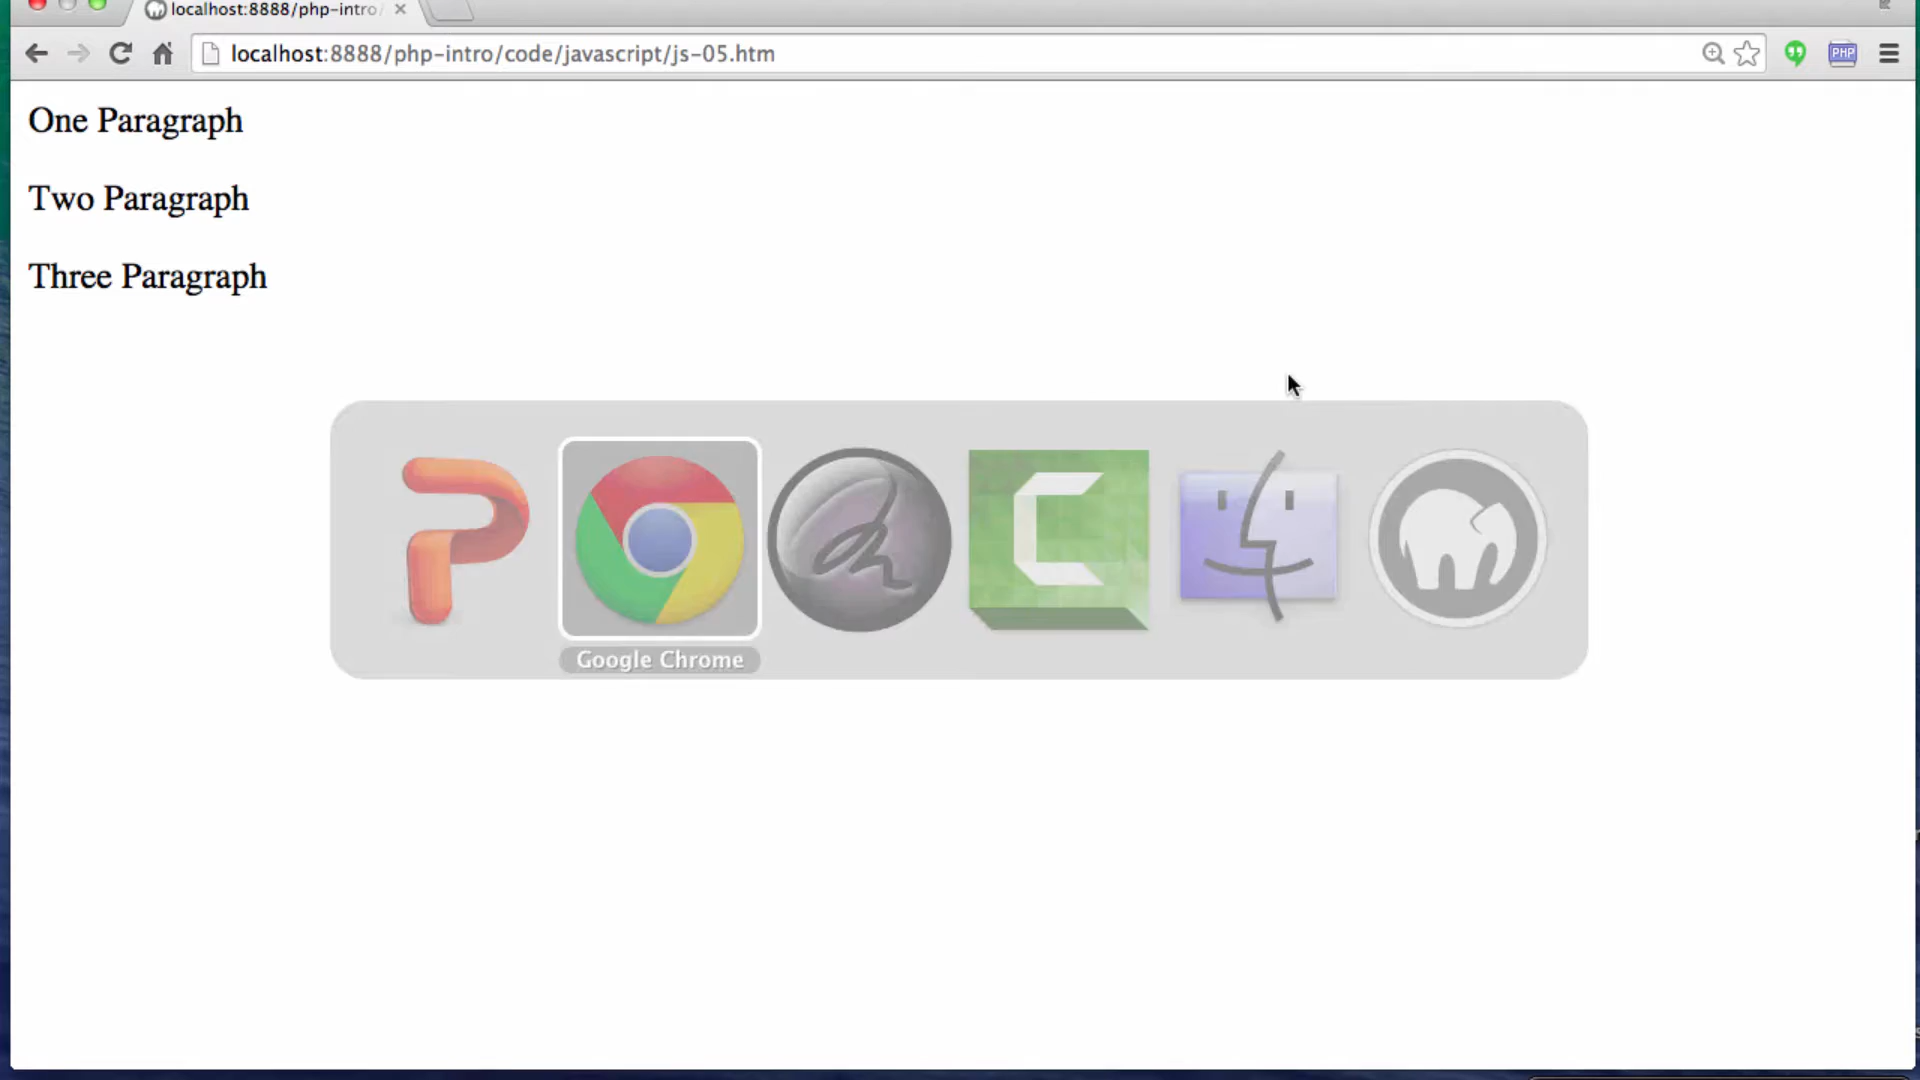 localhost:8888/php-intro/
localhost:8888/php-intro/code/javascript/js-05.htm
PHP
One Paragraph
Two Paragraph
Three Paragraph
Google Chrome